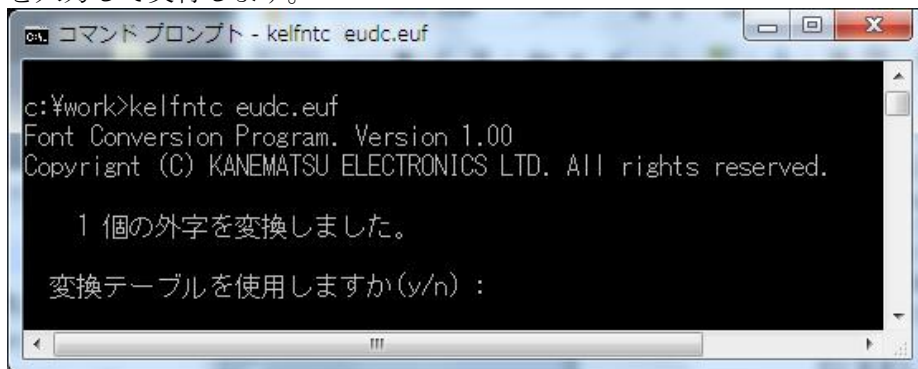 を入力して実行します。
コマンド プロンプト - kelfntc eudc.euf
c:¥work>kelfntc eudc.euf
Font Conversion Program. Version 1.00
Copyrignt (C) KANEMATSU ELECTRONICS LTD. All rights reserved.
1 個の外字を変換しました。
変換テーブルを使用しますか(y/n) :